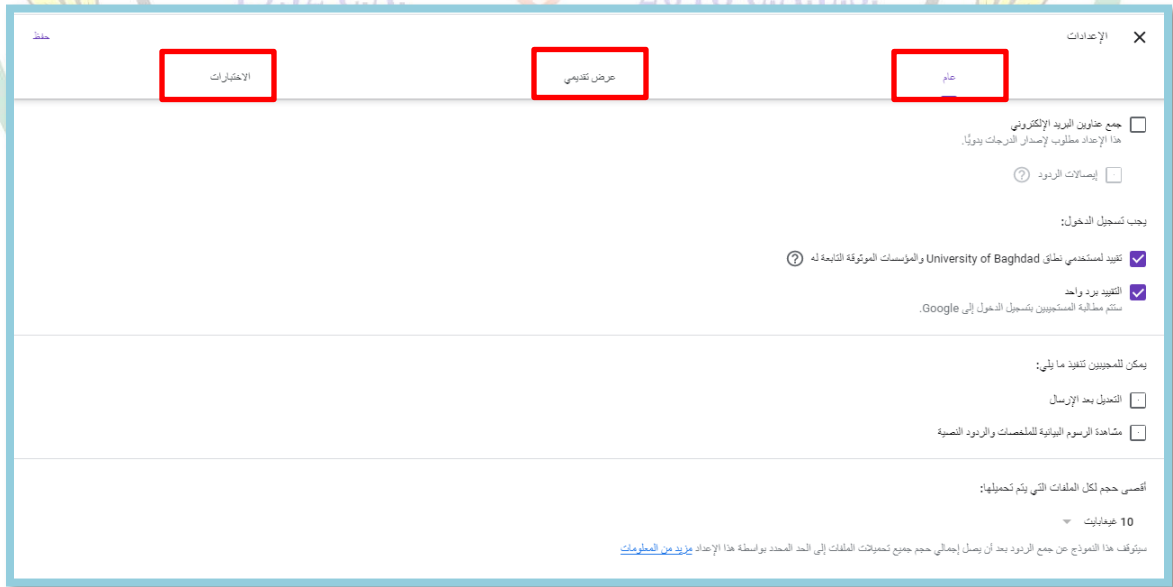 الإعدادات
حفظ
عام
عرض تقديمي
الاختبارات
جمع عناوين البريد الإلكتروني
هذا الإعداد مطلوب لإصدار الدرجات يدويًا.
إيصالات الردود
يجب تسجيل الدخول:
تقييد لمستخدمي نطاق University of Baghdad والمؤسسات الموثوقة التابعة له
التقييد برد واحد
ستتم مطالبة المستجيبين بتسجيل الدخول إلى Google.
يمكن للمجيبين تنفيذ ما يلي:
التعديل بعد الإرسال
مشاهدة الرسوم البيانية للملخصات والردود النصية
أقصى حجم لكل الملفات التي يتم تحميلها:
10 غيغابايت
سيتوقف هذا النموذج عن جمع الردود بعد أن يصل إجمالي حجم جميع تحميلات الملفات إلى الحد المحدد بواسطة هذا الإعداد مزيد من المعلومات